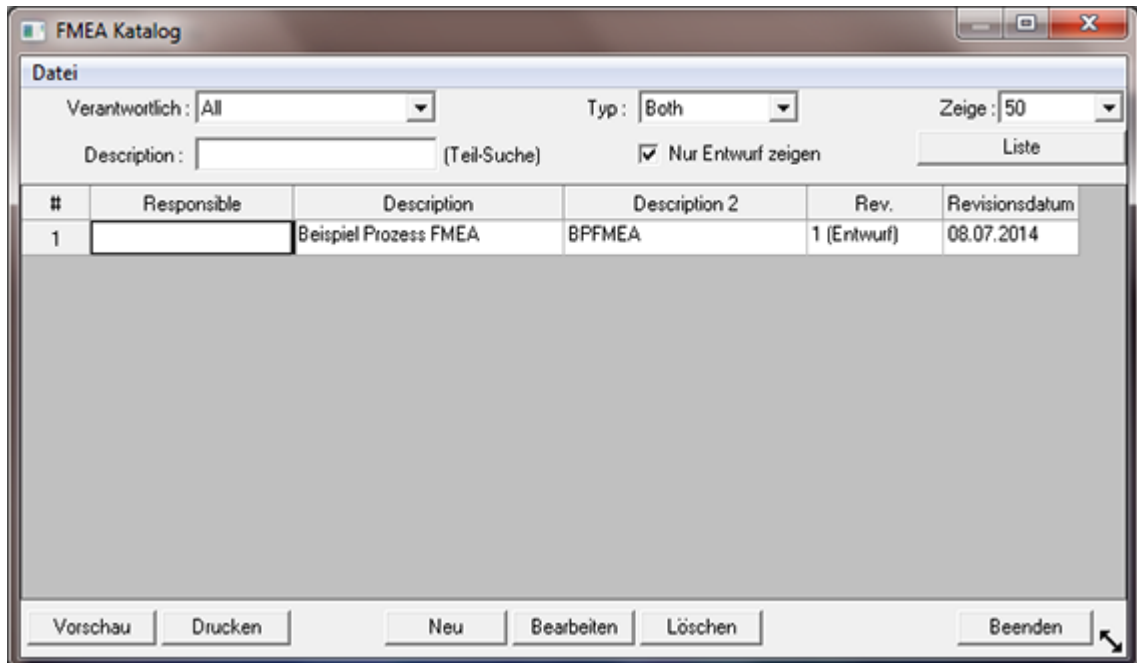 FMEA Katalog
Datei
Verantwortlich : All Typ : Both Zeige : 50
Description : (Teil-Suche) Nur Entwurf zeigen Liste
# Responsible Description Description 2 Rev. Revisionsdatum
1 Beispiel Prozess FMEA BPFMEA 1 (Entwurf) 08.07.2014
Vorschau Drucken Neu Bearbeiten Löschen Beenden